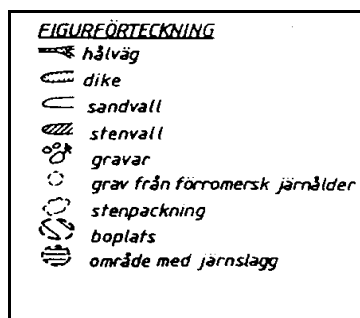 FIGURFÖRTECKNING
hålväg
dike
sandvall
stenvall
gravar
grav från förromersk järnålder
stenpackning
boplats
område med järnslagg